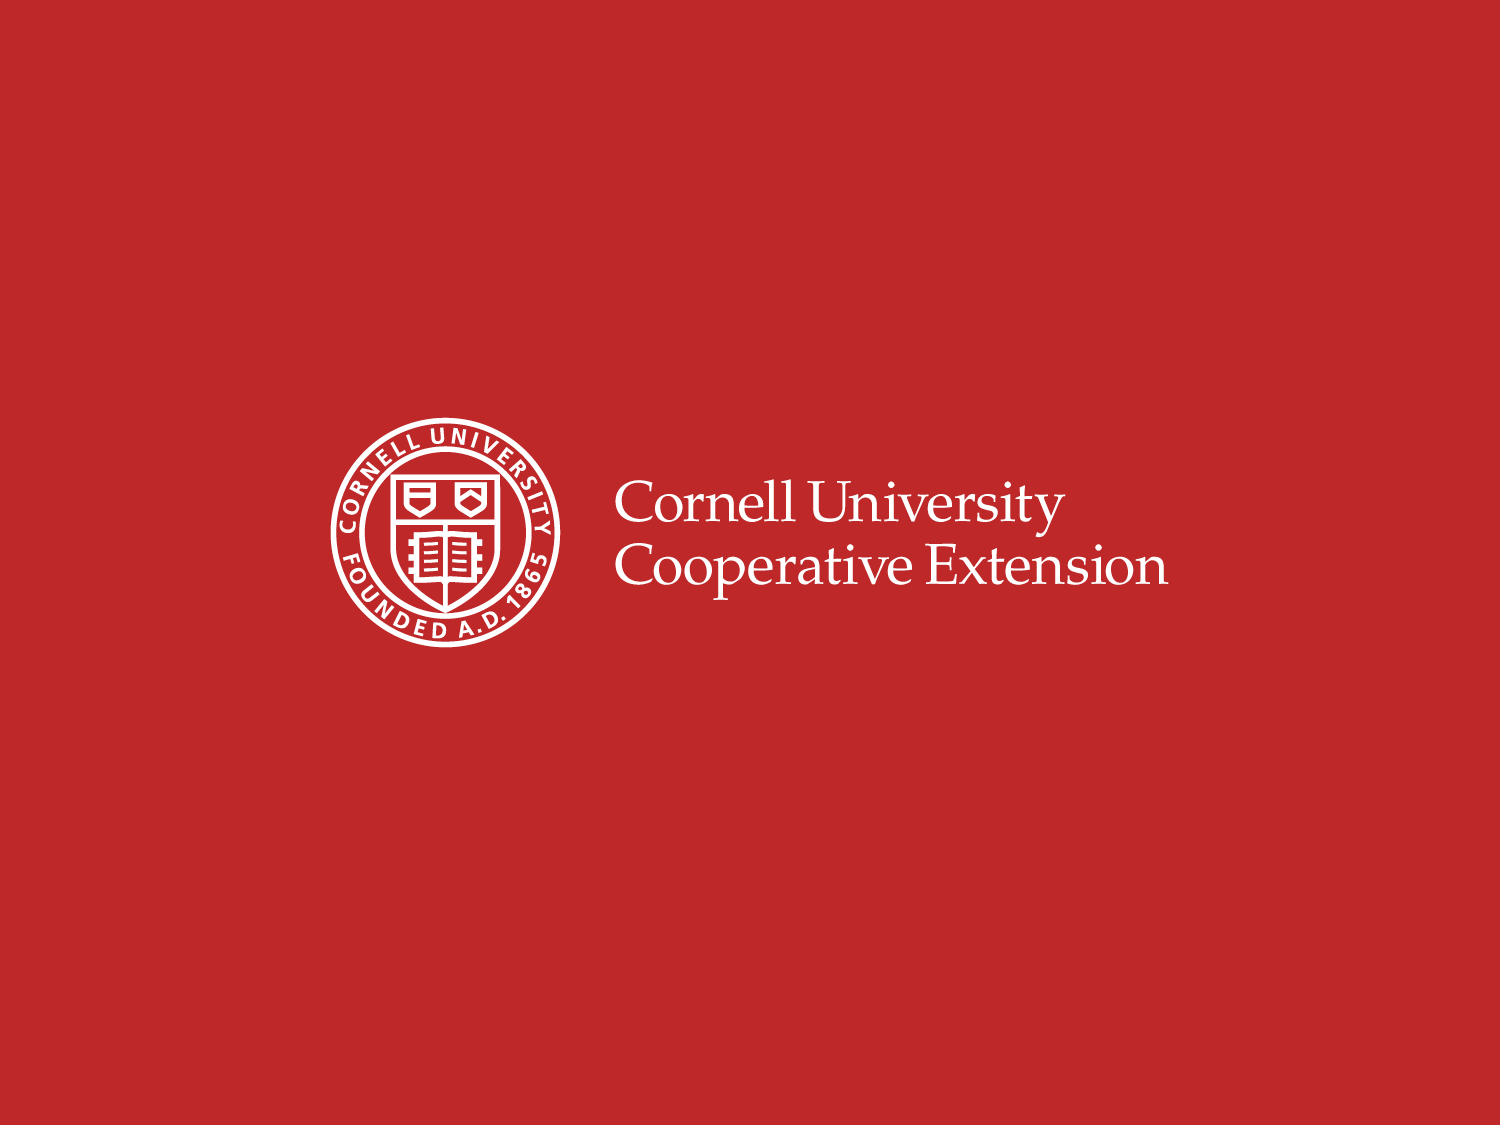 CORNELL UNIVERSITY
FOUNDED A.D. 1865
Cornell University
Cooperative Extension